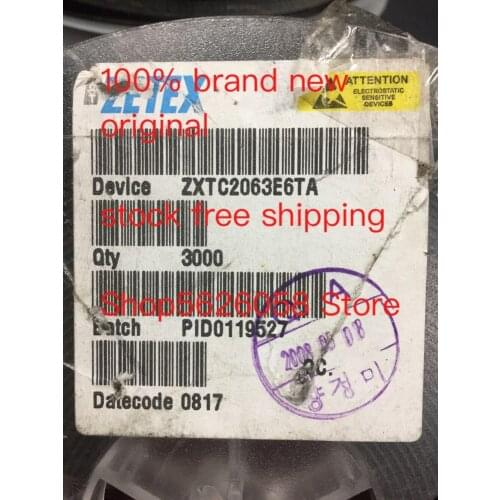 100% brand new
original
stock free shipping
Shop5626058 Store
ZETEX
ATTENTION
ELECTROSTATIC
SENSITIVE
DEVICES
Device ZXTC2063E6TA
Qty 3000
Batch PID0119527
Datecode 0817